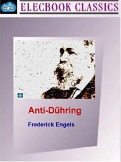 ELECBOOK CLASSICS
Anti-Dühring
Frederick Engels